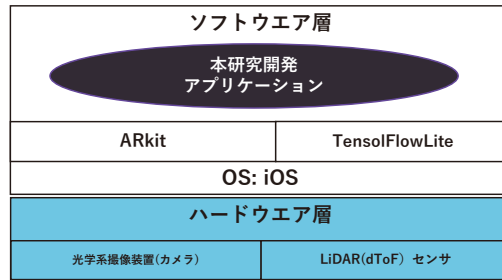 ソフトウエア層
本研究開発
アプリケーション
ARkit
TensolFlowLite
OS: iOS
ハードウエア層
光学系撮像装置(カメラ)
LiDAR(dToF) センサ